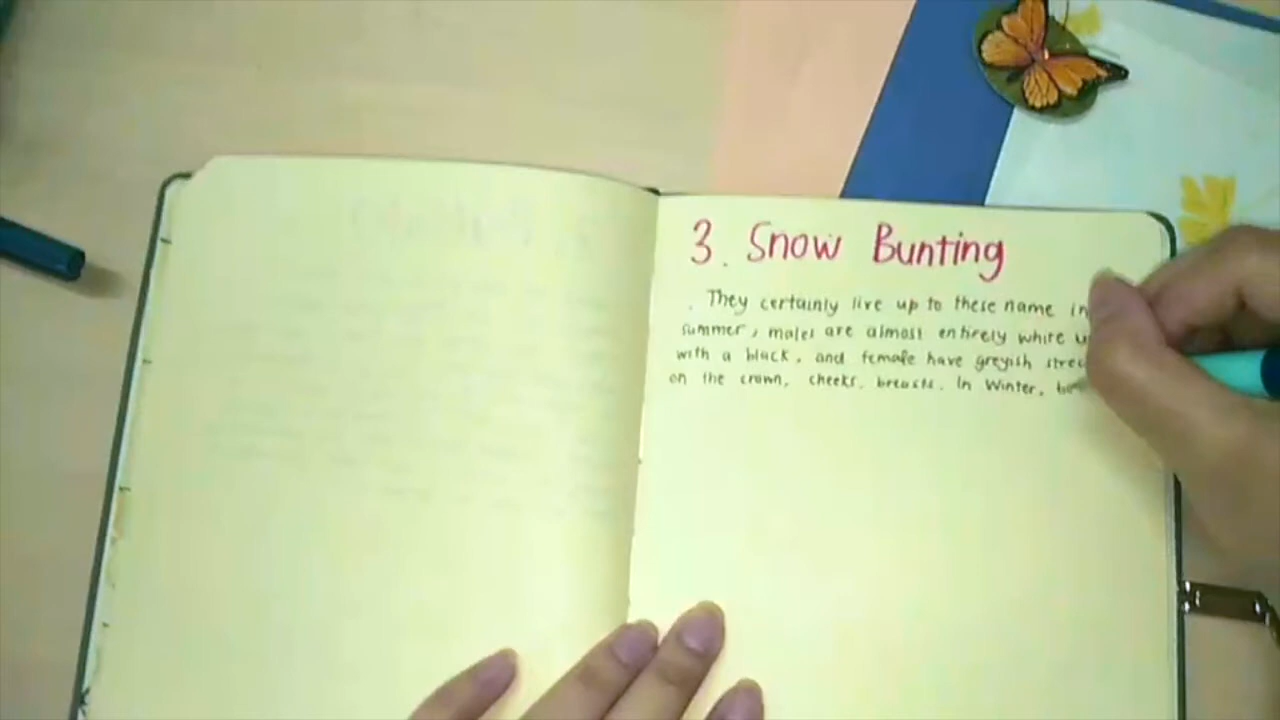 3. Snow Bunting
. They certainly live up to these name in
summer, males are almost entirely white
with a black, and female have greyish
on the crown, cheeks, breasts. In Winter,